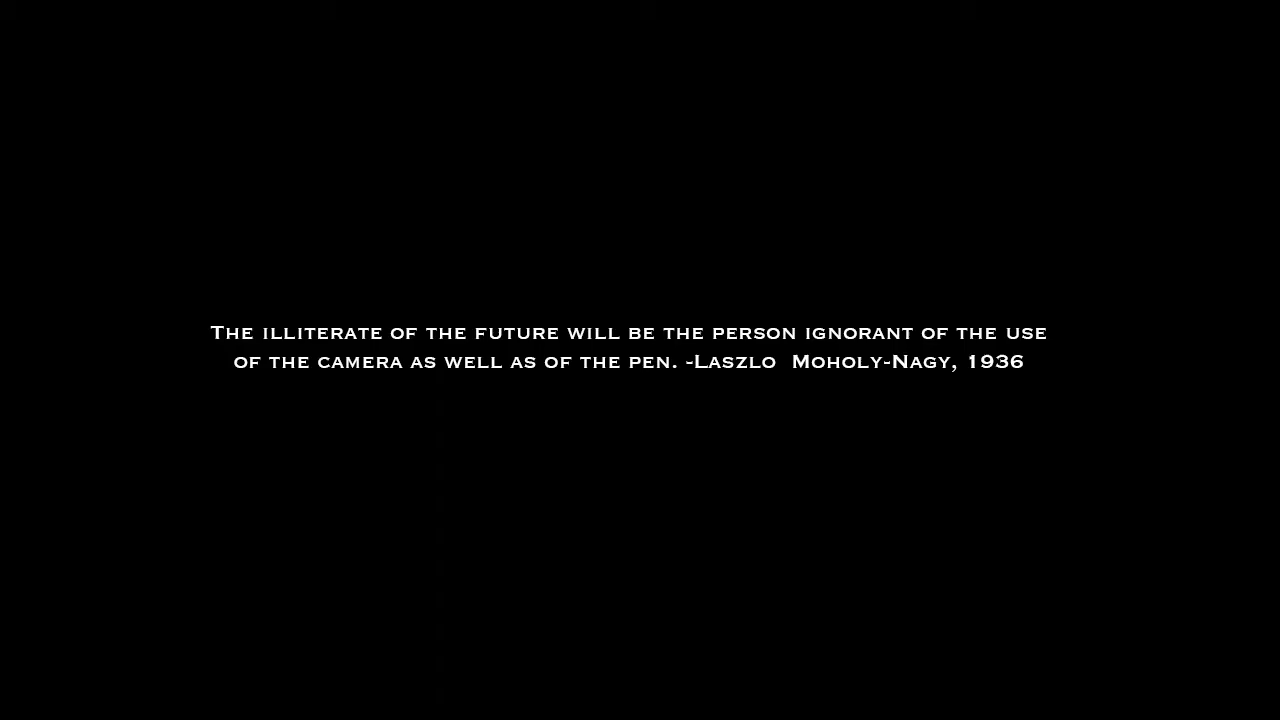 The illiterate of the future will be the person ignorant of the use
of the camera as well as of the pen. -Laszlo  Moholy-Nagy, 1936